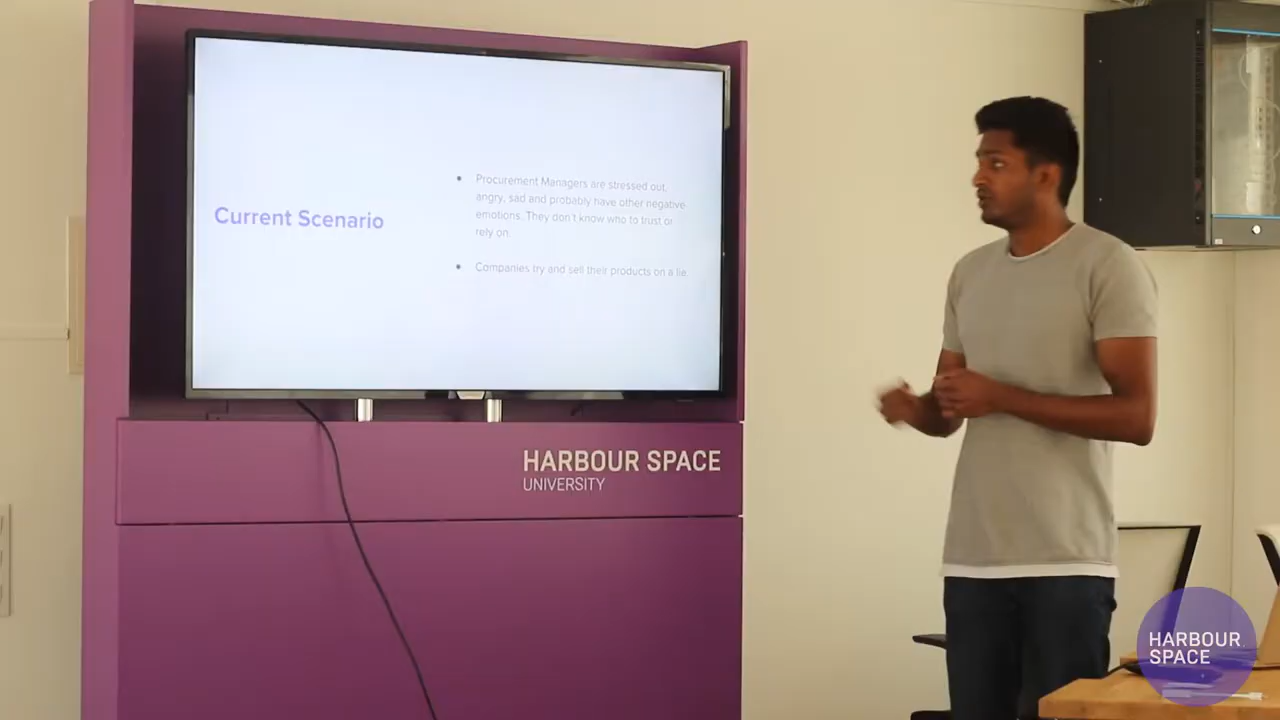 Current Scenario
Procurement Managers are stressed out,
angry, sad and probably have other negative
emotions. They don't know who to trust or
rely on.
Companies try and sell their products on a lie.
HARBOUR SPACE
UNIVERSITY
HARBOUR
SPACE